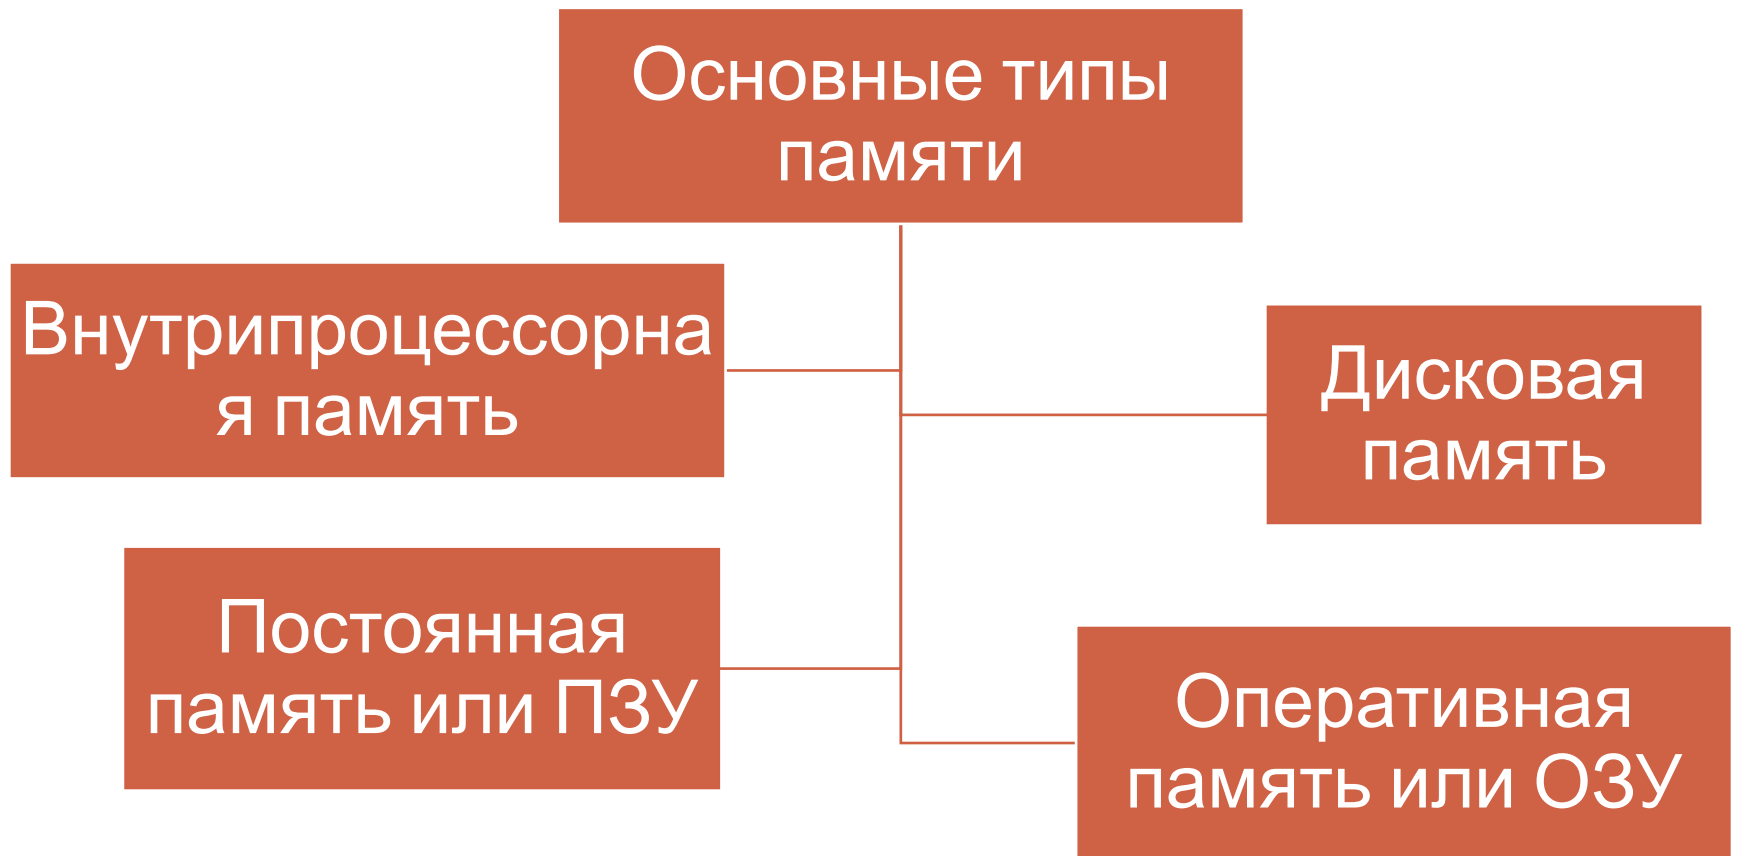 Основные типы
памяти
Внутрипроцессорна
я память
Дисковая
память
Постоянная
память или ПЗУ
Оперативная
память или ОЗУ